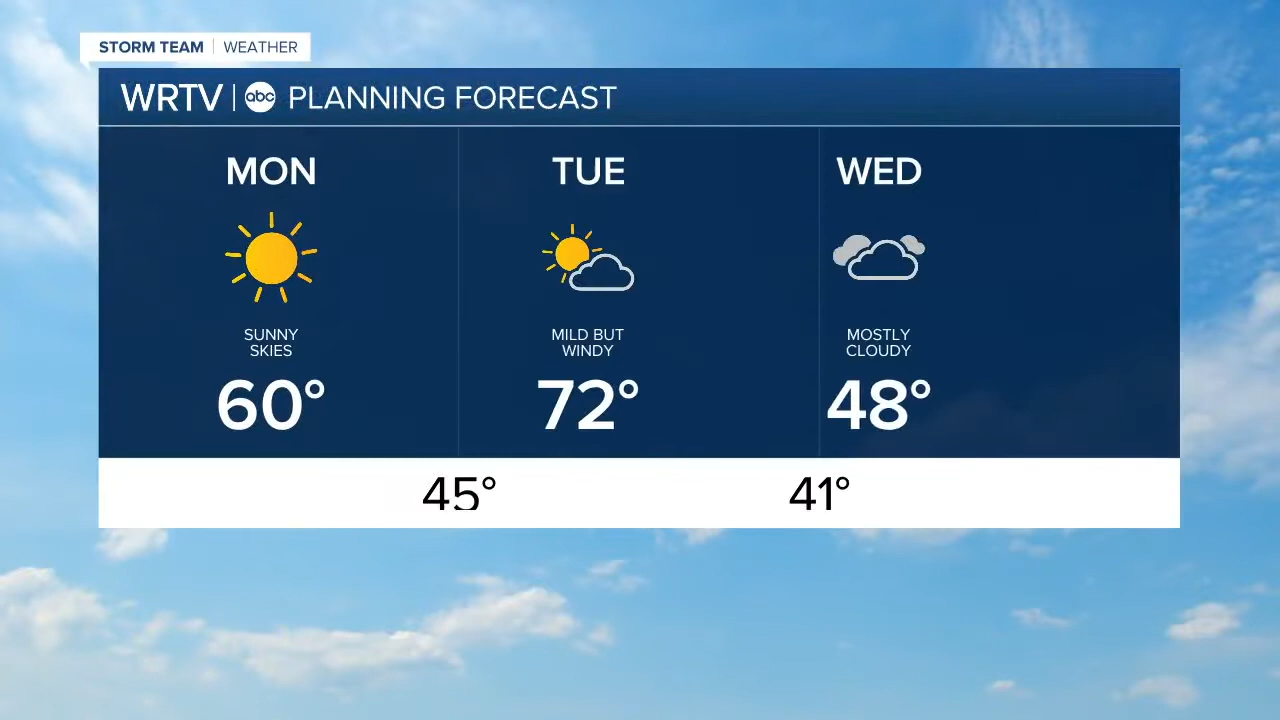 STORM TEAM | WEATHER
WRTV | abc PLANNING FORECAST
MON TUE WED
SUNNY SKIES
MILD BUT WINDY
MOSTLY CLOUDY
60° 72° 48°
45° 41°